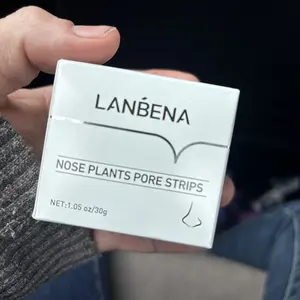 LANBENA
NOSE PLANTS PORE STRIPS
NET:1.05 oz/30g